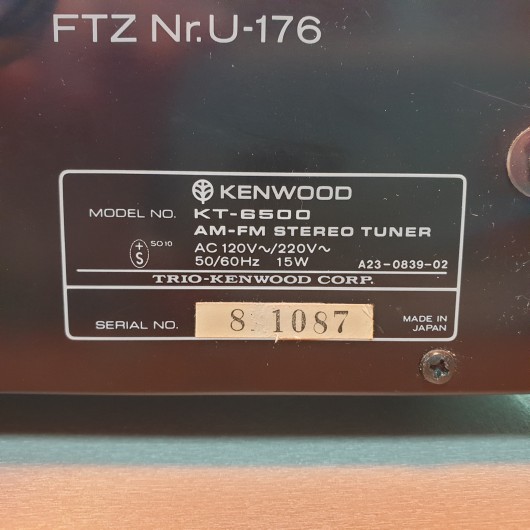 FTZ Nr.U-176
KENWOOD
MODEL NO. KT-6500
AM-FM STEREO TUNER
S SO10
AC 120V~/220V~
50/60Hz 15W A23-0839-02
TRIO-KENWOOD CORP.
SERIAL NO. 8 1087 MADE IN
JAPAN